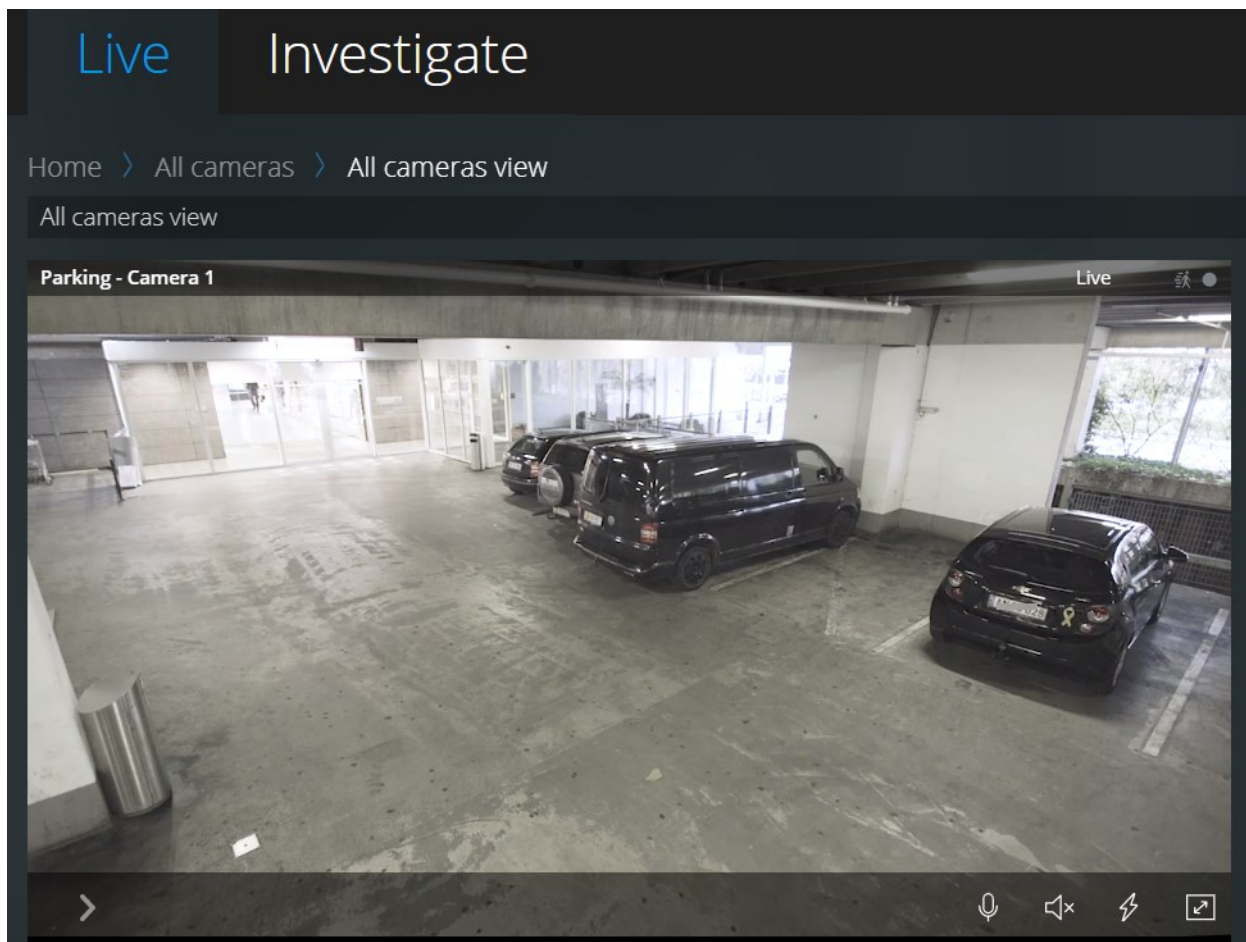 Live Investigate
Home 〉 All cameras 〉 All cameras view
All cameras view
Parking - Camera 1 Live